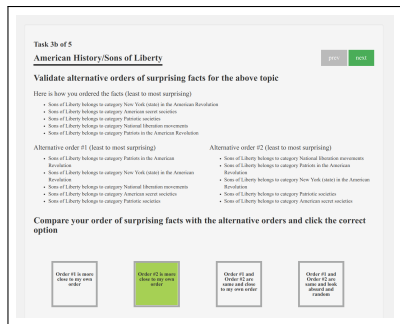 Task 3b of 5
American History/Sons of Liberty
prev next
Validate alternative orders of surprising facts for the above topic
Here is how you ordered the facts (least to most surprising)
• Sons of Liberty belongs to category New York (state) in the American Revolution
• Sons of Liberty belongs to category American secret societies
• Sons of Liberty belongs to category Patriotic societies
• Sons of Liberty belongs to category National liberation movements
• Sons of Liberty belongs to category Patriots in the American Revolution
Alternative order #1 (least to most surprising)
• Sons of Liberty belongs to category Patriots in the American
Revolution
• Sons of Liberty belongs to category New York (state) in the American
Revolution
• Sons of Liberty belongs to category National liberation movements
• Sons of Liberty belongs to category American secret societies
• Sons of Liberty belongs to category Patriotic societies
Alternative order #2 (least to most surprising)
• Sons of Liberty belongs to category National liberation movements
• Sons of Liberty belongs to category Patriots in the American
Revolution
• Sons of Liberty belongs to category New York (state) in the American
Revolution
• Sons of Liberty belongs to category Patriotic societies
• Sons of Liberty belongs to category American secret societies
Compare your order of surprising facts with the alternative orders and click the correct
option
Order #1 is more
close to my own
order
Order #2 is more
close to my own
order
Order #1 and
Order #2 are
same and close
to my own order
Order #1 and
Order #2 are
same and look
absurd and
random